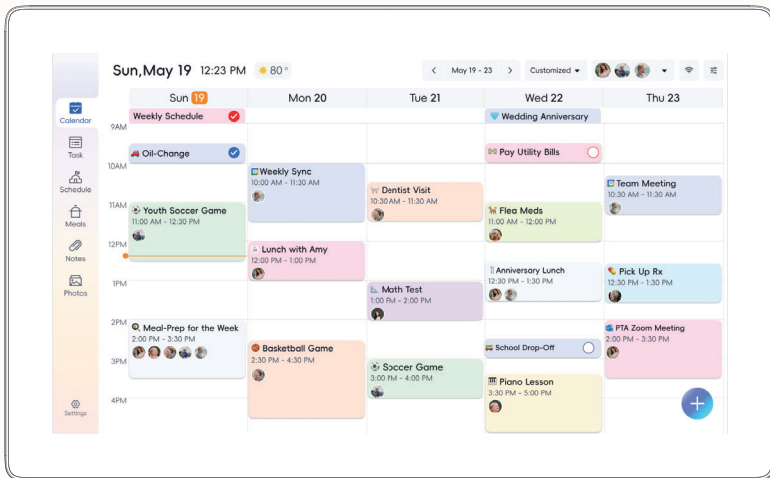 Sun, May 19 12:23 PM 80°
May 19 - 23 Customized
Calendar
Task
Schedule
Meals
Notes
Photos
Settings
Sun 19 Mon 20 Tue 21 Wed 22 Thu 23
Weekly Schedule
Wedding Anniversary
9AM
10AM
11AM
12PM
1PM
2PM
3PM
4PM
Oil-Change
Youth Soccer Game
11:00 AM - 12:30 PM
Meal-Prep for the Week
2:00 PM - 3:30 PM
Weekly Sync
10:00 AM - 11:30 AM
Lunch with Amy
12:00 PM - 1:00 PM
Basketball Game
2:30 PM - 4:30 PM
Dentist Visit
10:30 AM - 11:30 AM
Math Test
1:00 PM - 2:00 PM
Soccer Game
3:00 PM - 4:00 PM
Pay Utility Bills
Flea Meds
11:00 AM - 12:00 PM
Anniversary Lunch
12:30 PM - 1:30 PM
School Drop-Off
Piano Lesson
3:30 PM - 5:00 PM
Team Meeting
10:30 AM - 11:30 AM
Pick Up Rx
12:30 PM - 1:30 PM
PTA Zoom Meeting
2:00 PM - 3:30 PM